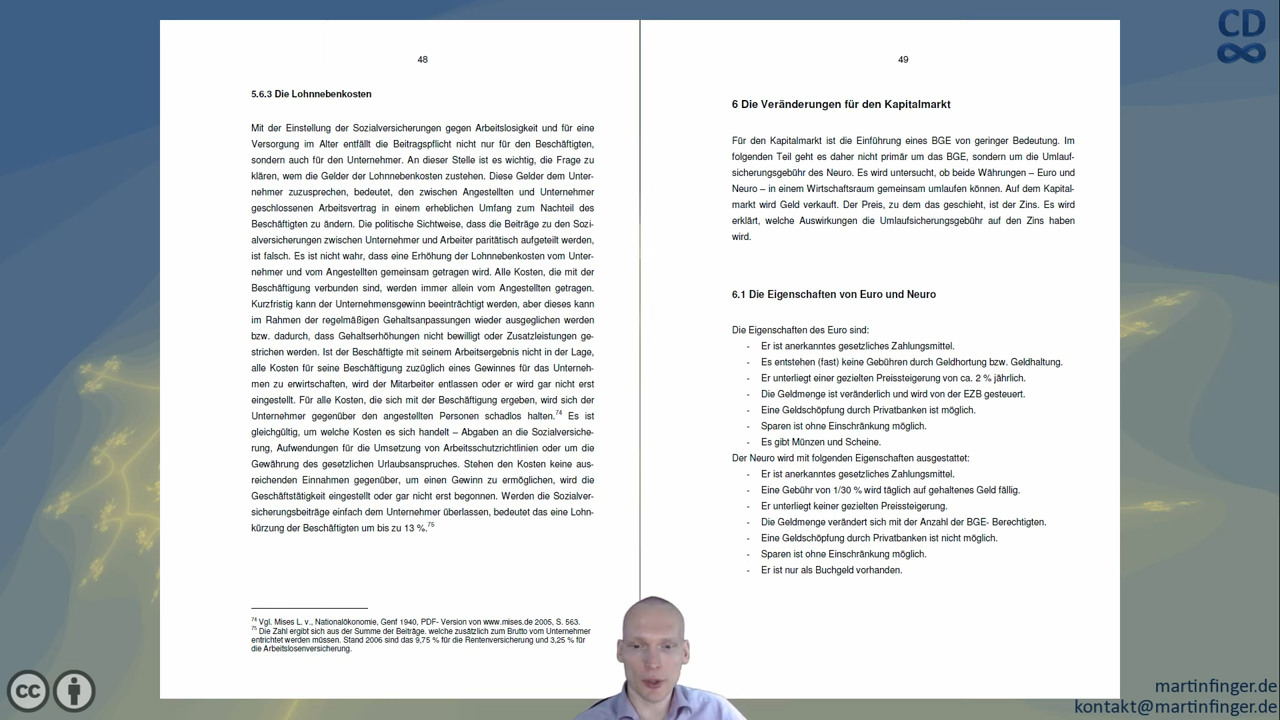 48
5.6.3 Die Lohnnebenkosten
Mit der Einstellung der Sozialversicherungen gegen Arbeitslosigkeit und für eine
Versorgung im Alter entfällt die Beitragspflicht nicht nur für den Beschäftigten,
sondern auch für den Unternehmer. An dieser Stelle ist es wichtig, die Frage zu
klären, wem die Gelder der Lohnnebenkosten zustehen. Diese Gelder dem Unter-
nehmer zuzusprechen, bedeutet, den zwischen Angestellten und Unternehmer
geschlossenen Arbeitsvertrag in einem erheblichen Umfang zum Nachteil des
Beschäftigten zu ändern. Die politische Sichtweise, dass die Beiträge zu den Sozi-
alversicherungen zwischen Unternehmer und Arbeiter paritätisch aufgeteilt werden,
ist falsch. Es ist nicht wahr, dass eine Erhöhung der Lohnnebenkosten vom Unter-
nehmer und vom Angestellten gemeinsam getragen wird. Alle Kosten, die mit der
Beschäftigung verbunden sind, werden immer allein vom Angestellten getragen.
Kurzfristig kann der Unternehmensgewinn beeinträchtigt werden, aber dieses kann
im Rahmen der regelmäßigen Gehaltsanpassungen wieder ausgeglichen werden
bzw. dadurch, dass Gehaltserhöhungen nicht bewilligt oder Zusatzleistungen ge-
strichen werden. Ist der Beschäftigte mit seinem Arbeitsergebnis nicht in der Lage,
alle Kosten für seine Beschäftigung zuzüglich eines Gewinnes für das Unterneh-
men zu erwirtschaften, wird der Mitarbeiter entlassen oder er wird gar nicht erst
eingestellt. Für alle Kosten, die sich mit der Beschäftigung ergeben, wird sich der
Unternehmer gegenüber den angestellten Personen schadlos halten.74 Es ist
gleichgültig, um welche Kosten es sich handelt – Abgaben an die Sozialversiche-
rung, Aufwendungen für die Umsetzung von Arbeitsschutzrichtlinien oder um die
Gewährung des gesetzlichen Urlaubsanspruches. Stehen den Kosten keine aus-
reichenden Einnahmen gegenüber, um einen Gewinn zu ermöglichen, wird die
Geschäftstätigkeit eingestellt oder gar nicht erst begonnen. Werden die Sozialver-
sicherungsbeiträge einfach dem Unternehmer überlassen, bedeutet das eine Lohn-
kürzung der Beschäftigten um bis zu 13 %.75
74 Vgl. Mises L. v., Nationalökonomie, Genf 1940, PDF- Version von www.mises.de 2005, S. 563.
75 Die Zahl ergibt sich aus der Summe der Beiträge, welche zusätzlich zum Brutto vom Unternehmer
entrichtet werden müssen. Stand 2006 sind das 9,75 % für die Rentenversicherung und 3,25 % für
die Arbeitslosenversicherung.
49
6 Die Veränderungen für den Kapitalmarkt
Für den Kapitalmarkt ist die Einführung eines BGE von geringer Bedeutung. Im
folgenden Teil geht es daher nicht primär um das BGE, sondern um die Umlauf-
sicherungsgebühr des Neuro. Es wird untersucht, ob beide Währungen – Euro und
Neuro – in einem Wirtschaftsraum gemeinsam umlaufen können. Auf dem Kapital-
markt wird Geld verkauft. Der Preis, zu dem das geschieht, ist der Zins. Es wird
erklärt, welche Auswirkungen die Umlaufsicherungsgebühr auf den Zins haben
wird.
6.1 Die Eigenschaften von Euro und Neuro
Die Eigenschaften des Euro sind:
- Er ist anerkanntes gesetzliches Zahlungsmittel.
- Es entstehen (fast) keine Gebühren durch Geldhortung bzw. Geldhaltung.
- Er unterliegt einer gezielten Preissteigerung von ca. 2 % jährlich.
- Die Geldmenge ist veränderlich und wird von der EZB gesteuert.
- Eine Geldschöpfung durch Privatbanken ist möglich.
- Sparen ist ohne Einschränkung möglich.
- Es gibt Münzen und Scheine.
Der Neuro wird mit folgenden Eigenschaften ausgestattet:
- Er ist anerkanntes gesetzliches Zahlungsmittel.
- Eine Gebühr von 1/30 % wird täglich auf gehaltenes Geld fällig.
- Er unterliegt keiner gezielten Preissteigerung.
- Die Geldmenge verändert sich mit der Anzahl der BGE- Berechtigten.
- Eine Geldschöpfung durch Privatbanken ist nicht möglich.
- Sparen ist ohne Einschränkung möglich.
- Er ist nur als Buchgeld vorhanden.
CD
cc
martinfinger.de
kontakt@martinfinger.de